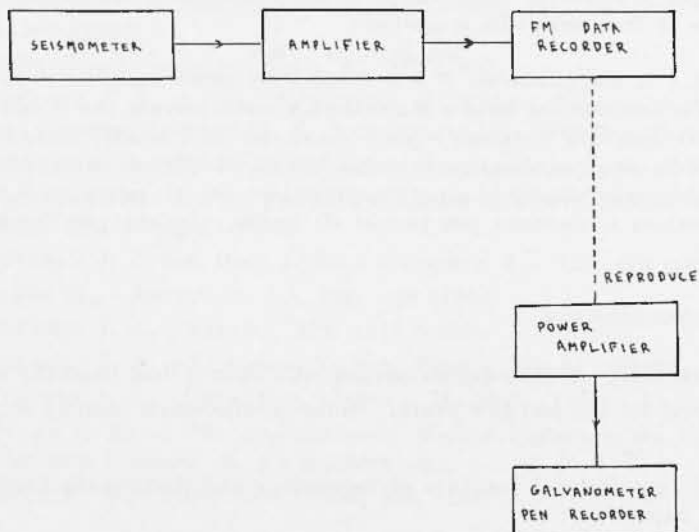 SEISMOMETER
AMPLIFIER
FM DATA
RECORDER
REPRODUCE
POWER
AMPLIFIER
GALVANOMETER
PEN RECORDER